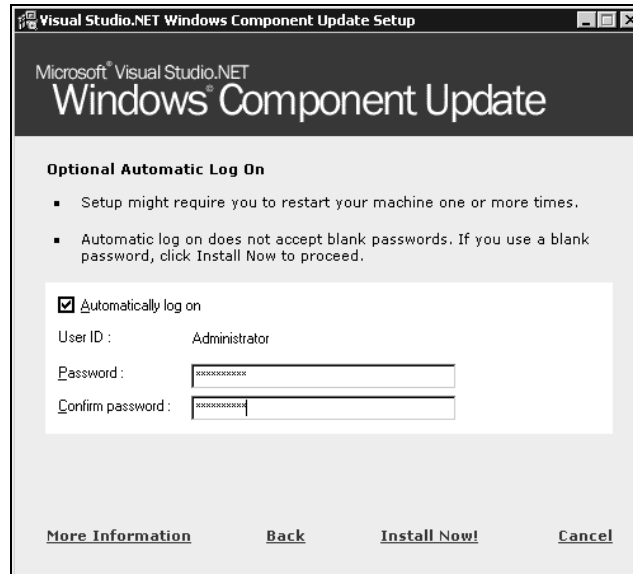 Visual Studio.NET Windows Component Update Setup
Microsoft® Visual Studio.NET
Windows® Component Update
Optional Automatic Log On
▪ Setup might require you to restart your machine one or more times.
▪ Automatic log on does not accept blank passwords. If you use a blank
password, click Install Now to proceed.
Automatically log on
User ID : Administrator
Password : xxxxxxxxxx
Confirm password : xxxxxxxxxx
More Information Back Install Now! Cancel